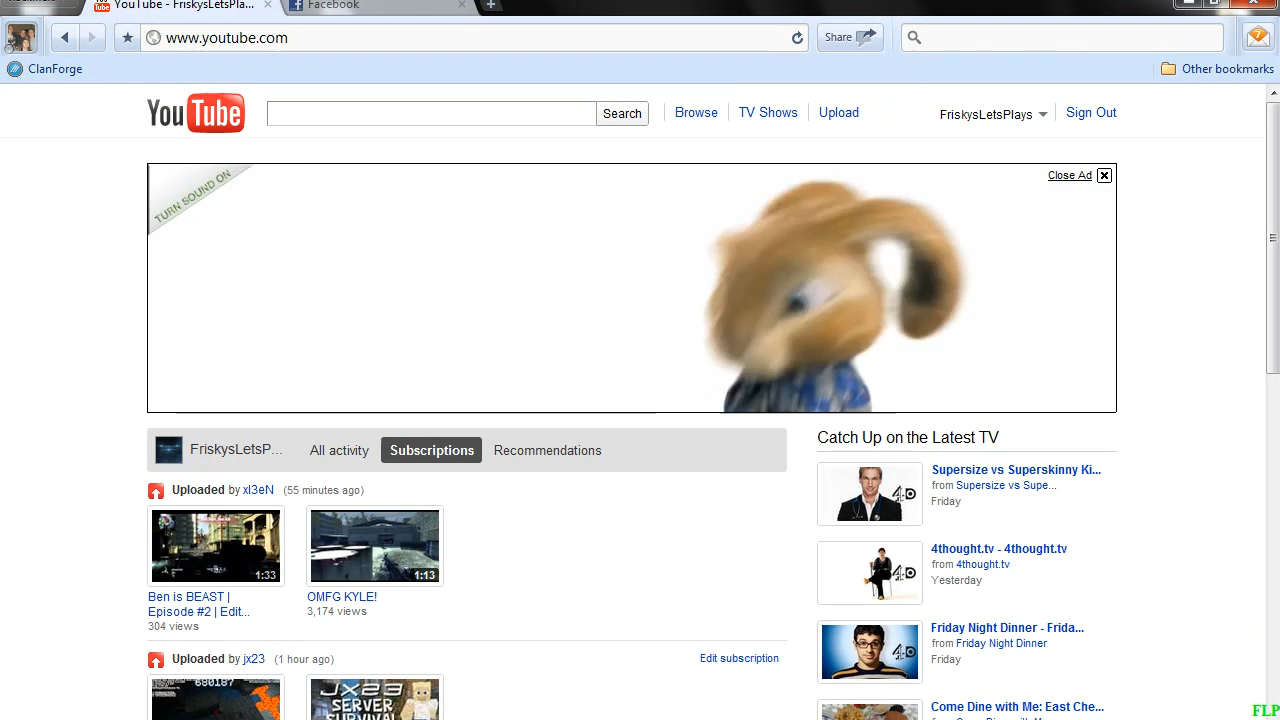 YouTube - FriskysLetsPla...
Facebook
www.youtube.com
Share
ClanForge
Other bookmarks
YouTube
Search
Browse
TV Shows
Upload
FriskysLetsPlays
Sign Out
TURN SOUND ON
Close Ad
FriskysLetsP...
All activity
Subscriptions
Recommendations
Catch Up on the Latest TV
Uploaded by xl3eN (55 minutes ago)
1:33
1:13
Ben is BEAST |
Episode #2 | Edit...
304 views
OMFG KYLE!
3,174 views
Supersize vs Superskinny Ki...
from Supersize vs Supe...
Friday
4thought.tv - 4thought.tv
from 4thought.tv
Yesterday
Friday Night Dinner - Frida...
from Friday Night Dinner
Friday
Uploaded by jx23 (1 hour ago)
Edit subscription
JX23
SERVER
SURVIVAL
Come Dine with Me: East Che...
FLP